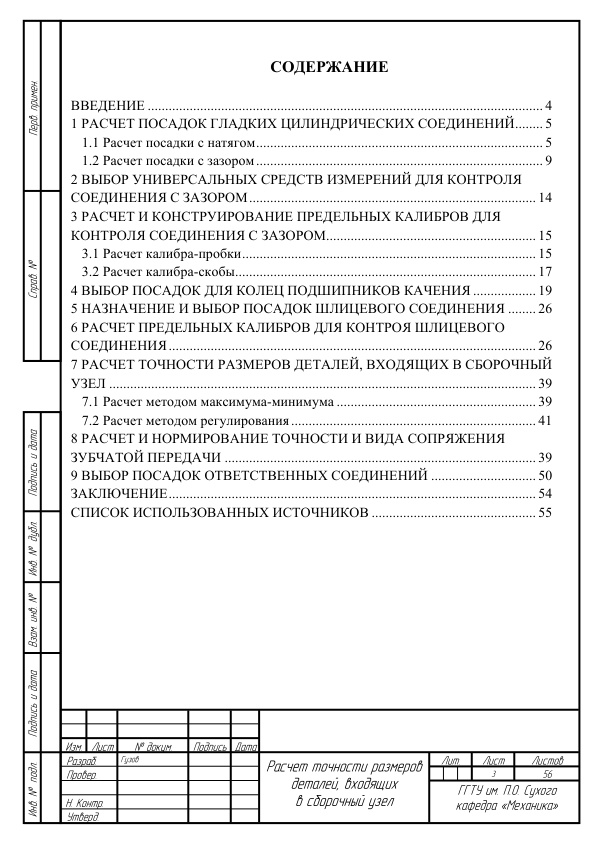 СОДЕРЖАНИЕ
ВВЕДЕНИЕ ........ 4
1 РАСЧЕТ ПОСАДОК ГЛАДКИХ ЦИЛИНДРИЧЕСКИХ СОЕДИНЕНИЙ........ 5
1.1 Расчет посадки с натягом........ 5
1.2 Расчет посадки с зазором........ 9
2 ВЫБОР УНИВЕРСАЛЬНЫХ СРЕДСТВ ИЗМЕРЕНИЙ ДЛЯ КОНТРОЛЯ
СОЕДИНЕНИЯ С ЗАЗОРОМ........ 14
3 РАСЧЕТ И КОНСТРУИРОВАНИЕ ПРЕДЕЛЬНЫХ КАЛИБРОВ ДЛЯ
КОНТРОЛЯ СОЕДИНЕНИЯ С ЗАЗОРОМ........ 15
3.1 Расчет калибра-пробки........ 15
3.2 Расчет калибра-скобы........ 17
4 ВЫБОР ПОСАДОК ДЛЯ КОЛЕЦ ПОДШИПНИКОВ КАЧЕНИЯ ........ 19
5 НАЗНАЧЕНИЕ И ВЫБОР ПОСАДОК ШЛИЦЕВОГО СОЕДИНЕНИЯ ........ 26
6 РАСЧЕТ ПРЕДЕЛЬНЫХ КАЛИБРОВ ДЛЯ КОНТРОЯ ШЛИЦЕВОГО
СОЕДИНЕНИЯ........ 26
7 РАСЧЕТ ТОЧНОСТИ РАЗМЕРОВ ДЕТАЛЕЙ, ВХОДЯЩИХ В СБОРОЧНЫЙ
УЗЕЛ ........ 39
7.1 Расчет методом максимума-минимума ........ 39
7.2 Расчет методом регулирования........ 41
8 РАСЧЕТ И НОРМИРОВАНИЕ ТОЧНОСТИ И ВИДА СОПРЯЖЕНИЯ
ЗУБЧАТОЙ ПЕРЕДАЧИ ........ 39
9 ВЫБОР ПОСАДОК ОТВЕТСТВЕННЫХ СОЕДИНЕНИЙ ........ 50
ЗАКЛЮЧЕНИЕ........ 54
СПИСОК ИСПОЛЬЗОВАННЫХ ИСТОЧНИКОВ ........ 55
Перв примен
Справ №
Подпись и дата
Инв № дубл
Взам инв №
Подпись и дата
Инв № подл
Изм Лист № доким. Подпись Дата
Разраб Гузов
Провер
Н. Контр.
Утверд
Расчет точности размеров
деталей, входящих
в сборочный узел
Лит Лист Листов
3 56
ГГТУ им. П.О. Сухого
кафедра «Механика»